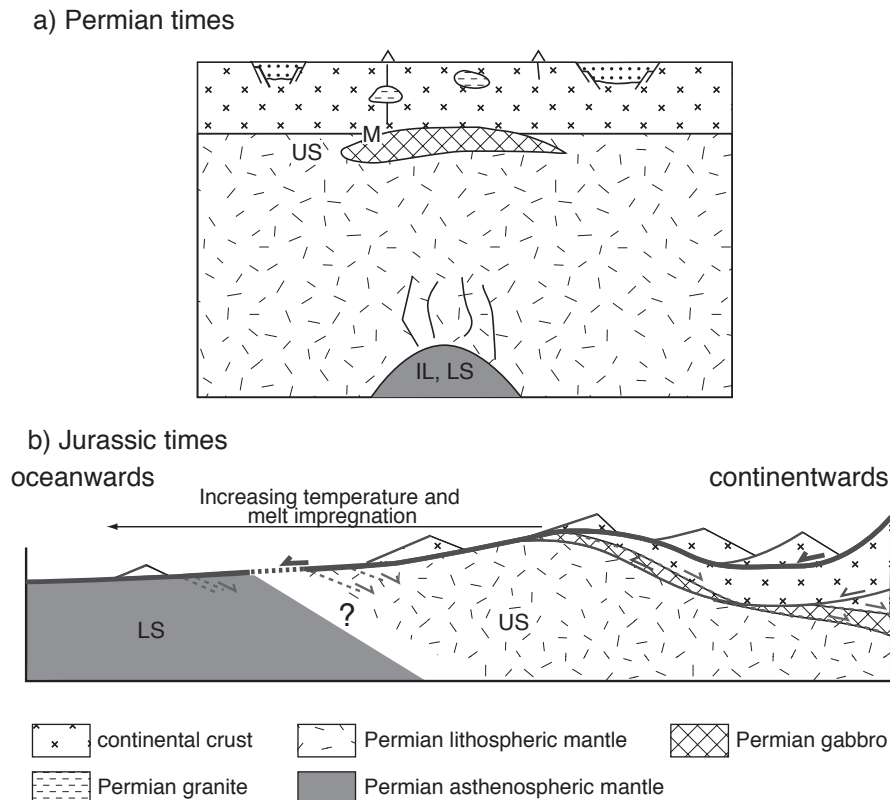 a) Permian times
M
US
IL, LS
b) Jurassic times
oceanwards
continentwards
Increasing temperature and
melt impregnation
?
LS
US
continental crust
Permian lithospheric mantle
Permian gabbro
Permian granite
Permian asthenospheric mantle